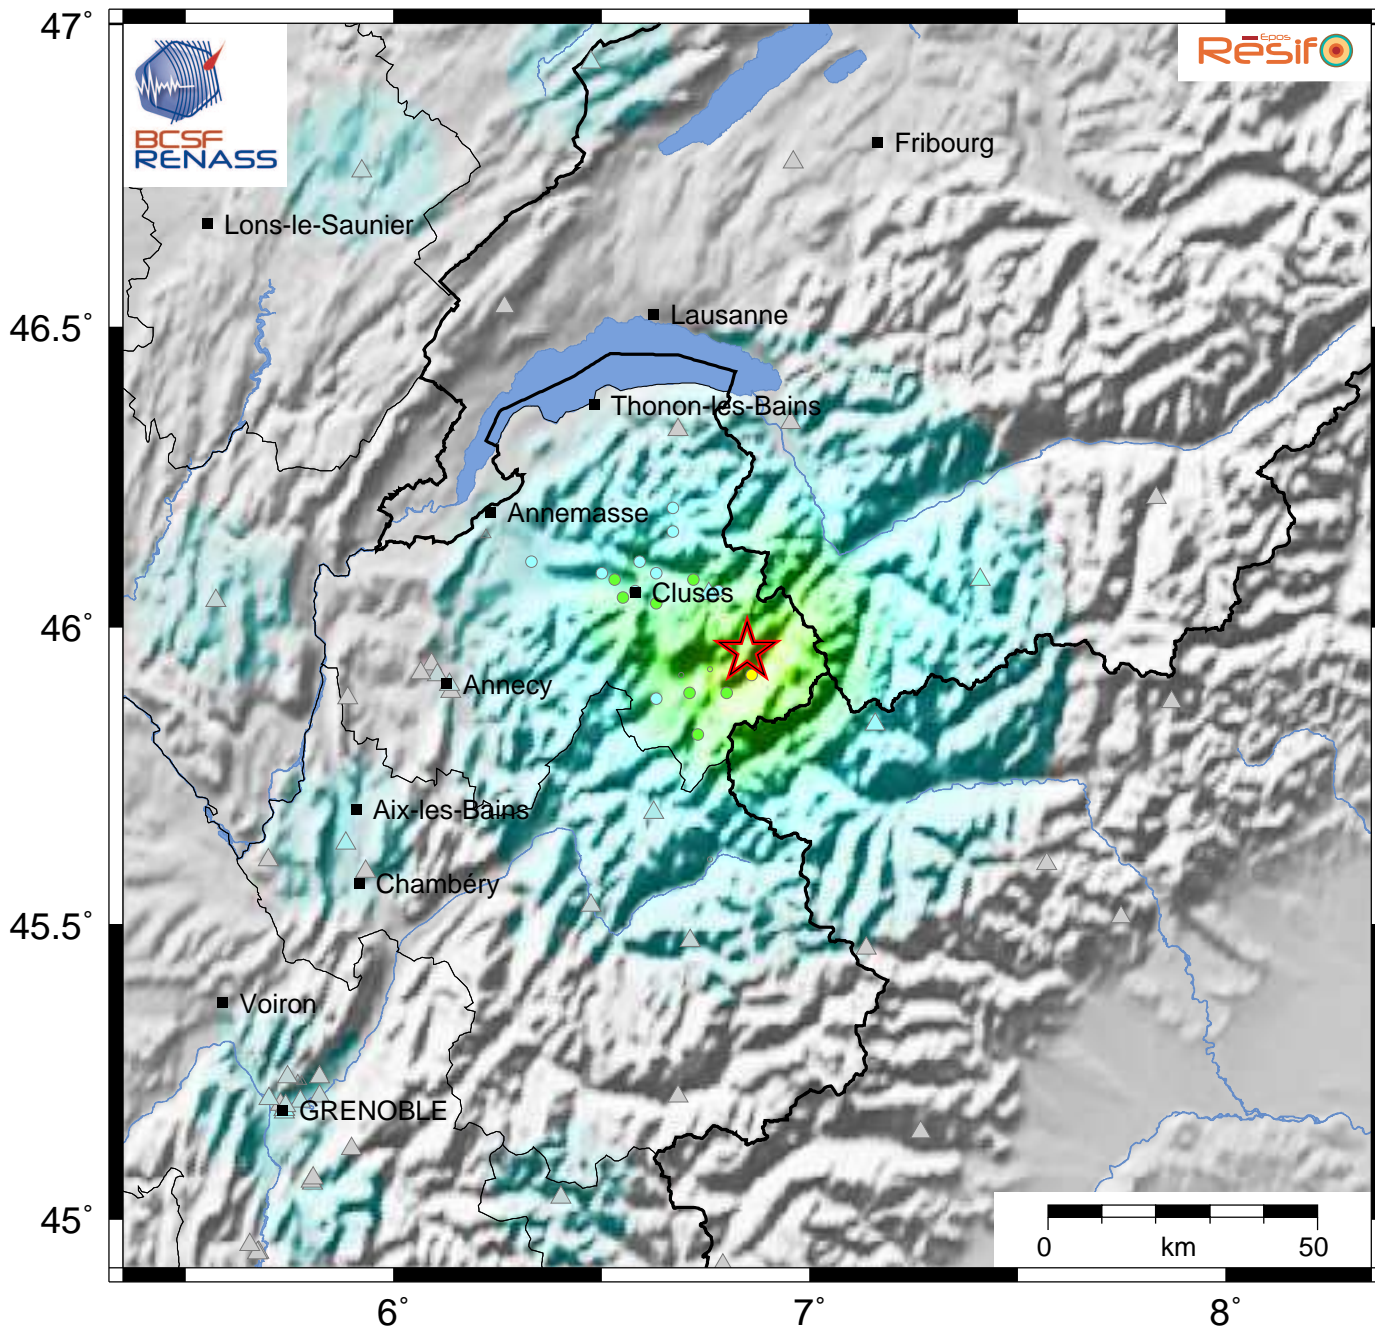 47°
BCSF
RENASS
Epos
Résif
Fribourg
Lons-le-Saunier
46.5°
Lausanne
Thonon-les-Bains
Annemasse
Cluses
46°
Annecy
Aix-les-Bains
Chambéry
45.5°
Voiron
GRENOBLE
45°
0 km 50
6° 7° 8°